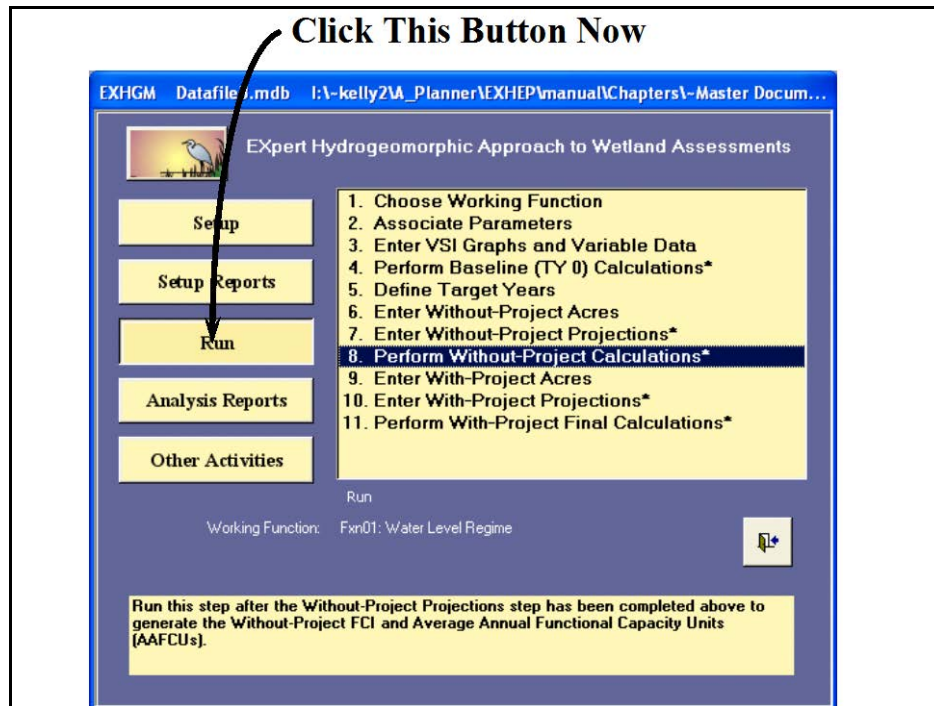 Click This Button Now
EXHGM Datafile6.mdb I:\~kelly2\A_Planner\EXHEP\manual\Chapters\~Master Docum...
EXpert Hydrogeomorphic Approach to Wetland Assessments
Setup
Setup Reports
Run
Analysis Reports
Other Activities
1. Choose Working Function
2. Associate Parameters
3. Enter VSI Graphs and Variable Data
4. Perform Baseline (TY 0) Calculations*
5. Define Target Years
6. Enter Without-Project Acres
7. Enter Without-Project Projections*
8. Perform Without-Project Calculations*
9. Enter With-Project Acres
10. Enter With-Project Projections*
11. Perform With-Project Final Calculations*
Run
Working Function: Fxn01: Water Level Regime
Run this step after the Without-Project Projections step has been completed above to
generate the Without-Project FCI and Average Annual Functional Capacity Units
(AAFCUs).